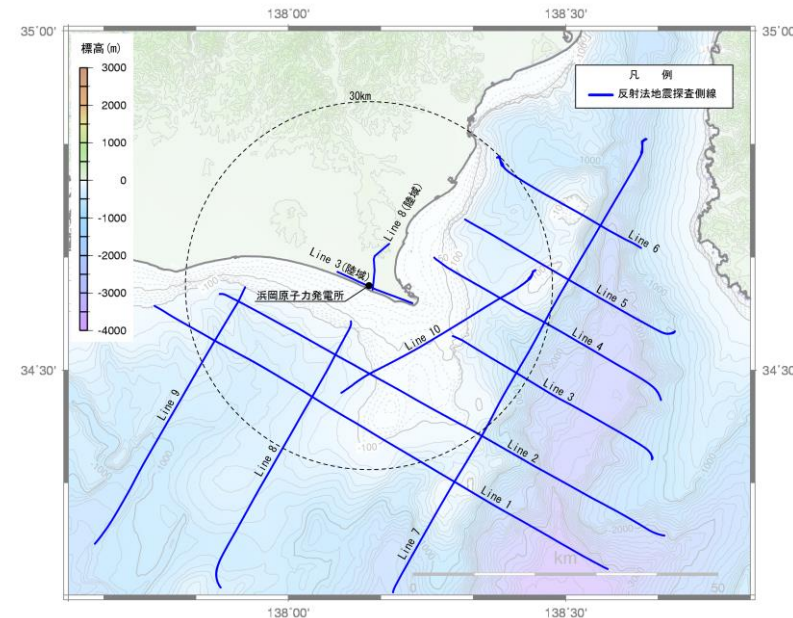 138°00'
138°30'
35°00'
35°00'
標高(m)
3000
2000
1000
0
-1000
-2000
-3000
-4000
凡 例
反射法地震探査側線
30km
Line 8(陸域)
Line 3(陸域)
浜岡原子力発電所
Line 6
Line 5
Line 10
Line 4
34°30'
34°30'
Line 3
Line 9
Line 8
Line 2
Line 1
Line 7
km
0
50
138°00'
138°30'